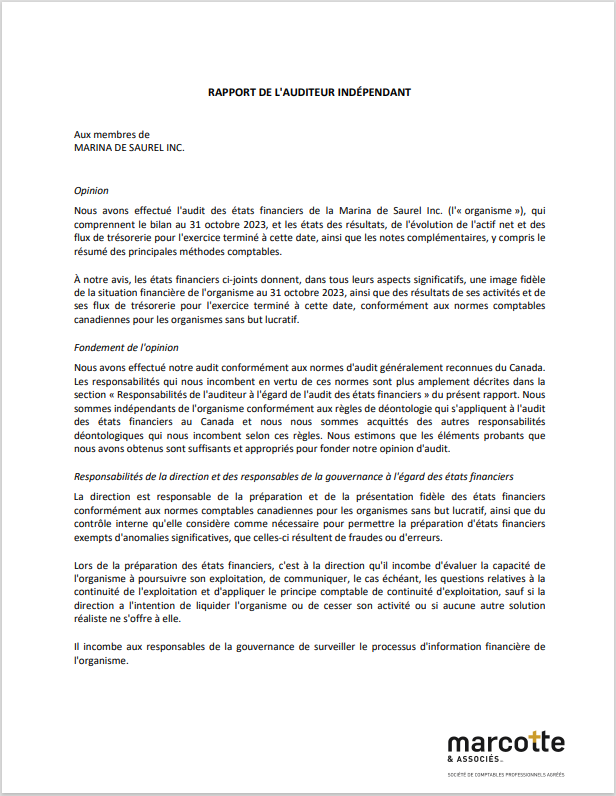 RAPPORT DE L'AUDITEUR INDÉPENDANT
Aux membres de
MARINA DE SAUREL INC.
Opinion
Nous avons effectué l'audit des états financiers de la Marina de Saurel Inc. (l'« organisme »), qui
comprennent le bilan au 31 octobre 2023, et les états des résultats, de l'évolution de l'actif net et des
flux de trésorerie pour l'exercice terminé à cette date, ainsi que les notes complémentaires, y compris le
résumé des principales méthodes comptables.
À notre avis, les états financiers ci-joints donnent, dans tous leurs aspects significatifs, une image fidèle
de la situation financière de l'organisme au 31 octobre 2023, ainsi que des résultats de ses activités et de
ses flux de trésorerie pour l'exercice terminé à cette date, conformément aux normes comptables
canadiennes pour les organismes sans but lucratif.
Fondement de l'opinion
Nous avons effectué notre audit conformément aux normes d'audit généralement reconnues du Canada.
Les responsabilités qui nous incombent en vertu de ces normes sont plus amplement décrites dans la
section « Responsabilités de l'auditeur à l'égard de l'audit des états financiers » du présent rapport. Nous
sommes indépendants de l'organisme conformément aux règles de déontologie qui s'appliquent à l'audit
des états financiers au Canada et nous nous sommes acquittés des autres responsabilités
déontologiques qui nous incombent selon ces règles. Nous estimons que les éléments probants que
nous avons obtenus sont suffisants et appropriés pour fonder notre opinion d'audit.
Responsabilités de la direction et des responsables de la gouvernance à l'égard des états financiers
La direction est responsable de la préparation et de la présentation fidèle des états financiers
conformément aux normes comptables canadiennes pour les organismes sans but lucratif, ainsi que du
contrôle interne qu'elle considère comme nécessaire pour permettre la préparation d'états financiers
exempts d'anomalies significatives, que celles-ci résultent de fraudes ou d'erreurs.
Lors de la préparation des états financiers, c'est à la direction qu'il incombe d'évaluer la capacité de
l'organisme à poursuivre son exploitation, de communiquer, le cas échéant, les questions relatives à la
continuité de l'exploitation et d'appliquer le principe comptable de continuité d'exploitation, sauf si la
direction a l'intention de liquider l'organisme ou de cesser son activité ou si aucune autre solution
réaliste ne s'offre à elle.
Il incombe aux responsables de la gouvernance de surveiller le processus d'information financière de
l'organisme.
marcotte
& ASSOCIÉS
SOCIÉTÉ DE COMPTABLES PROFESSIONNELS AGRÉÉS